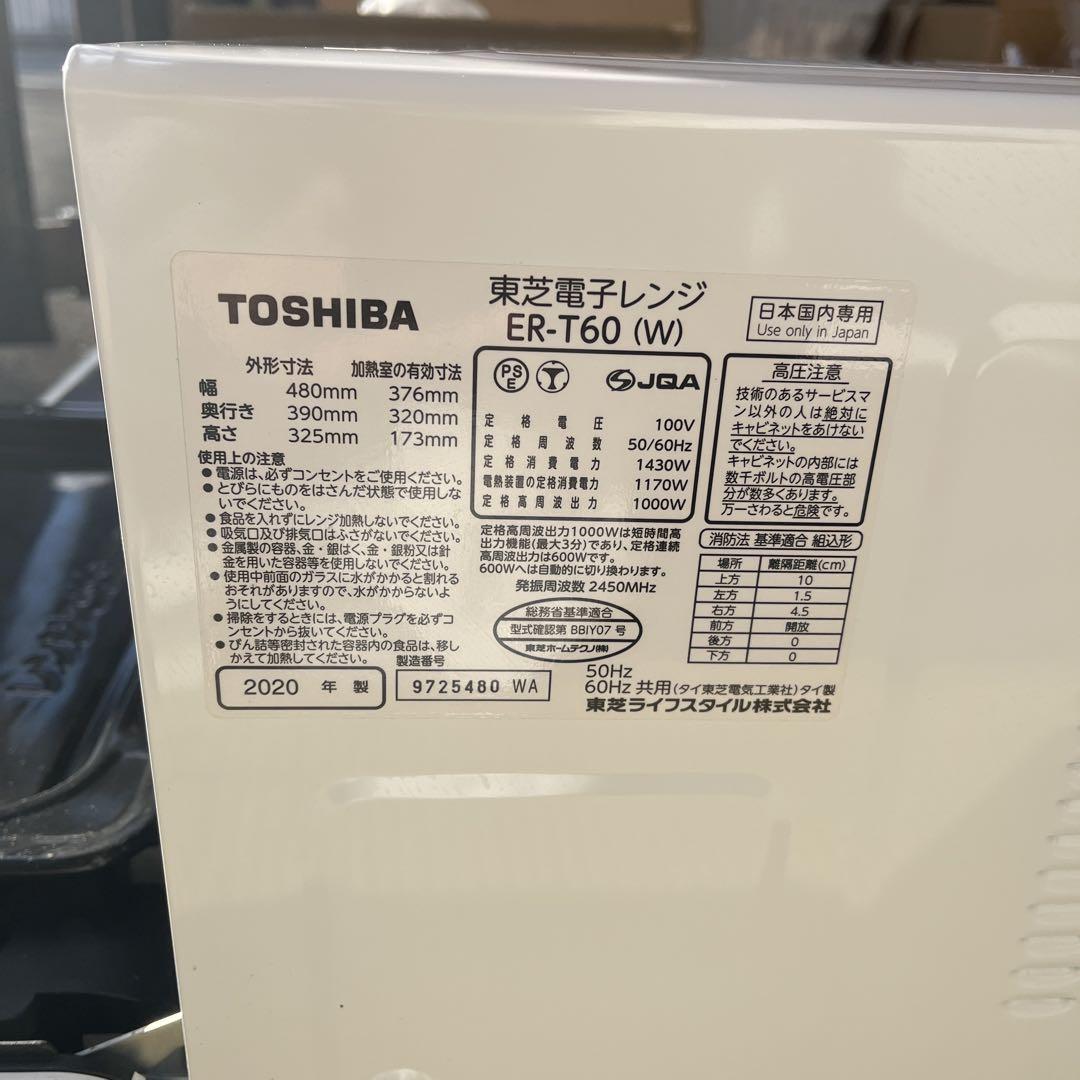 TOSHIBA
東芝電子レンジ
ER-T60 (W)
日本国内専用
Use only in Japan
外形寸法 加熱室の有効寸法
幅 480mm 376mm
奥行き 390mm 320mm
高さ 325mm 173mm
使用上の注意
●電源は、必ずコンセントをご使用ください。
●とびらにものをはさんだ状態で使用しな
いでください。
●食品を入れずにレンジ加熱しないでください。
●吸気口及び排気口はふさがないでください。
●金属製の容器、金・銀はく、金・銀粉又は針
金を用いた容器等を使用しないでください。
●使用中前面のガラスに水がかかると割れる
おそれがありますので、水がかからないよ
うにしてください。
●掃除をするときには、電源プラグを必ずコ
ンセントから抜いてください。
●びん詰等密封された容器内の食品は、移し
かえて加熱してください。
2020 年 製
製造番号
9725480 WA
PS
E
JQA
定格電圧 100V
定格周波数 50/60Hz
定格消費電力 1430W
電熱装置の定格消費電力 1170W
定格高周波出力 1000W
定格高周波出力1000Wは短時間高
出力機能(最大3分)であり、定格連続
高周波出力は600Wです。
600Wへは自動的に切り換わります。
発振周波数 2450MHz
総務省基準適合
型式確認第 BBIY07 号
東芝ホームテクノ(株)
高圧注意
技術のあるサービスマ
ン以外の人は絶対に
キャビネットをあけない
でください。
キャビネットの内部には
数千ボルトの高電圧部
分が数多くあります。
万一さわると危険です。
消防法 基準適合 組込形
場所 離隔距離(cm)
上方 10
左方 1.5
右方 4.5
前方 開放
後方 0
下方 0
50Hz
60Hz 共用(タイ東芝電気工業社)タイ製
東芝ライフスタイル株式会社